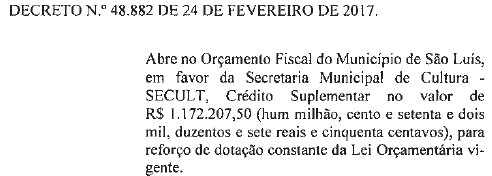 DECRETO N.º 48.882 DE 24 DE FEVEREIRO DE 2017.
Abre no Orçamento Fiscal do Município de São Luís,
em favor da Secretaria Municipal de Cultura -
SECULT, Crédito Suplementar no valor de
R$ 1.172.207,50 (hum milhão, cento e setenta e dois
mil, duzentos e sete reais e cinquenta centavos), para
reforço de dotação constante da Lei Orçamentária vi-
gente.